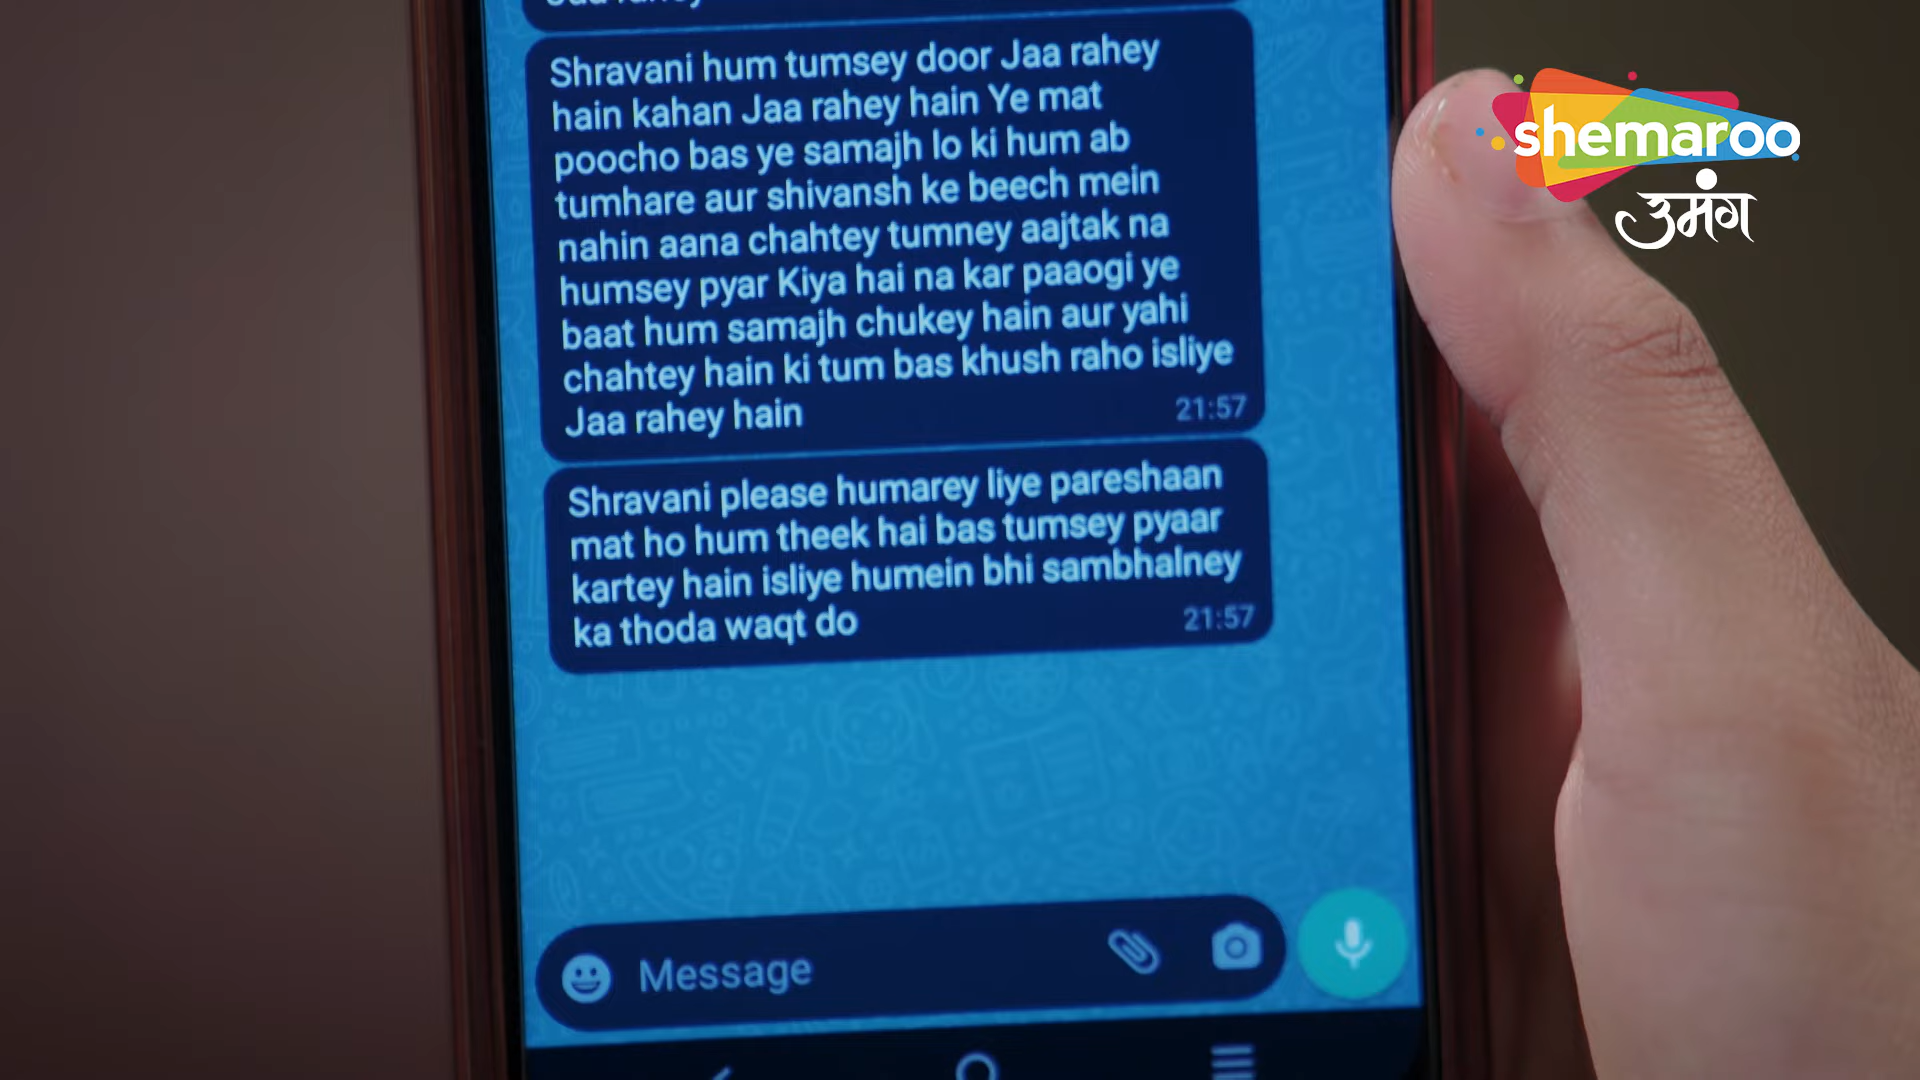 Shravani hum tumsey door Jaa rahey
hain kahan Jaa rahey hain Ye mat
poocho bas ye samajh lo ki hum ab
tumhare aur shivansh ke beech mein
nahin aana chahtey tumney aajtak na
humsey pyar Kiya hai na kar paaogi ye
baat hum samajh chukey hain aur yahi
chahtey hain ki tum bas khush raho isliye
Jaa rahey hain
21:57
Shravani please humarey liye pareshaan
mat ho hum theek hai bas tumsey pyaar
kartey hain isliye humein bhi sambhalney
ka thoda waqt do
21:57
Message
shemaroo
उमंग